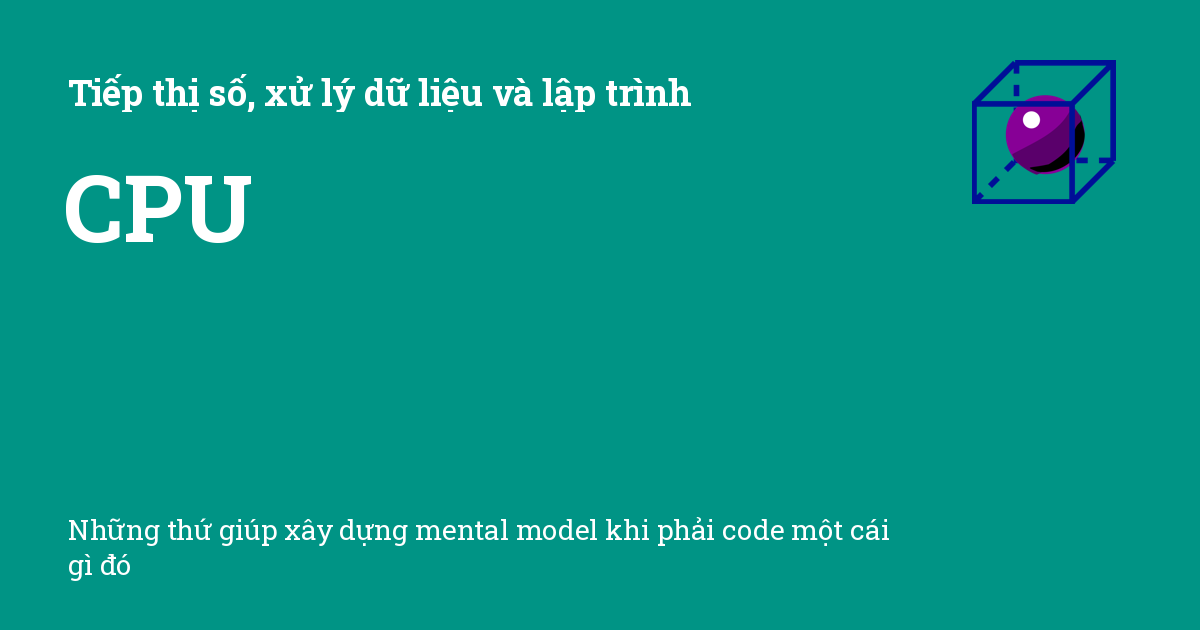 Tiếp thị số, xử lý dữ liệu và lập trình
CPU
Những thứ giúp xây dựng mental model khi phải code một cái
gì đó